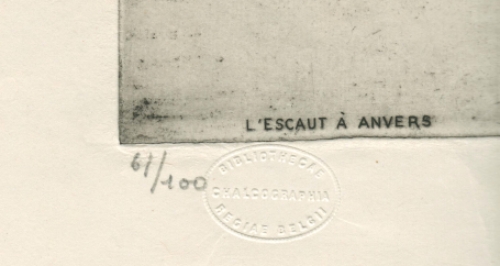 L'ESCAUT À ANVERS
61/100
BIBLIOTHECAE
CHALCOGRAPHIA
REGIAE BELGII